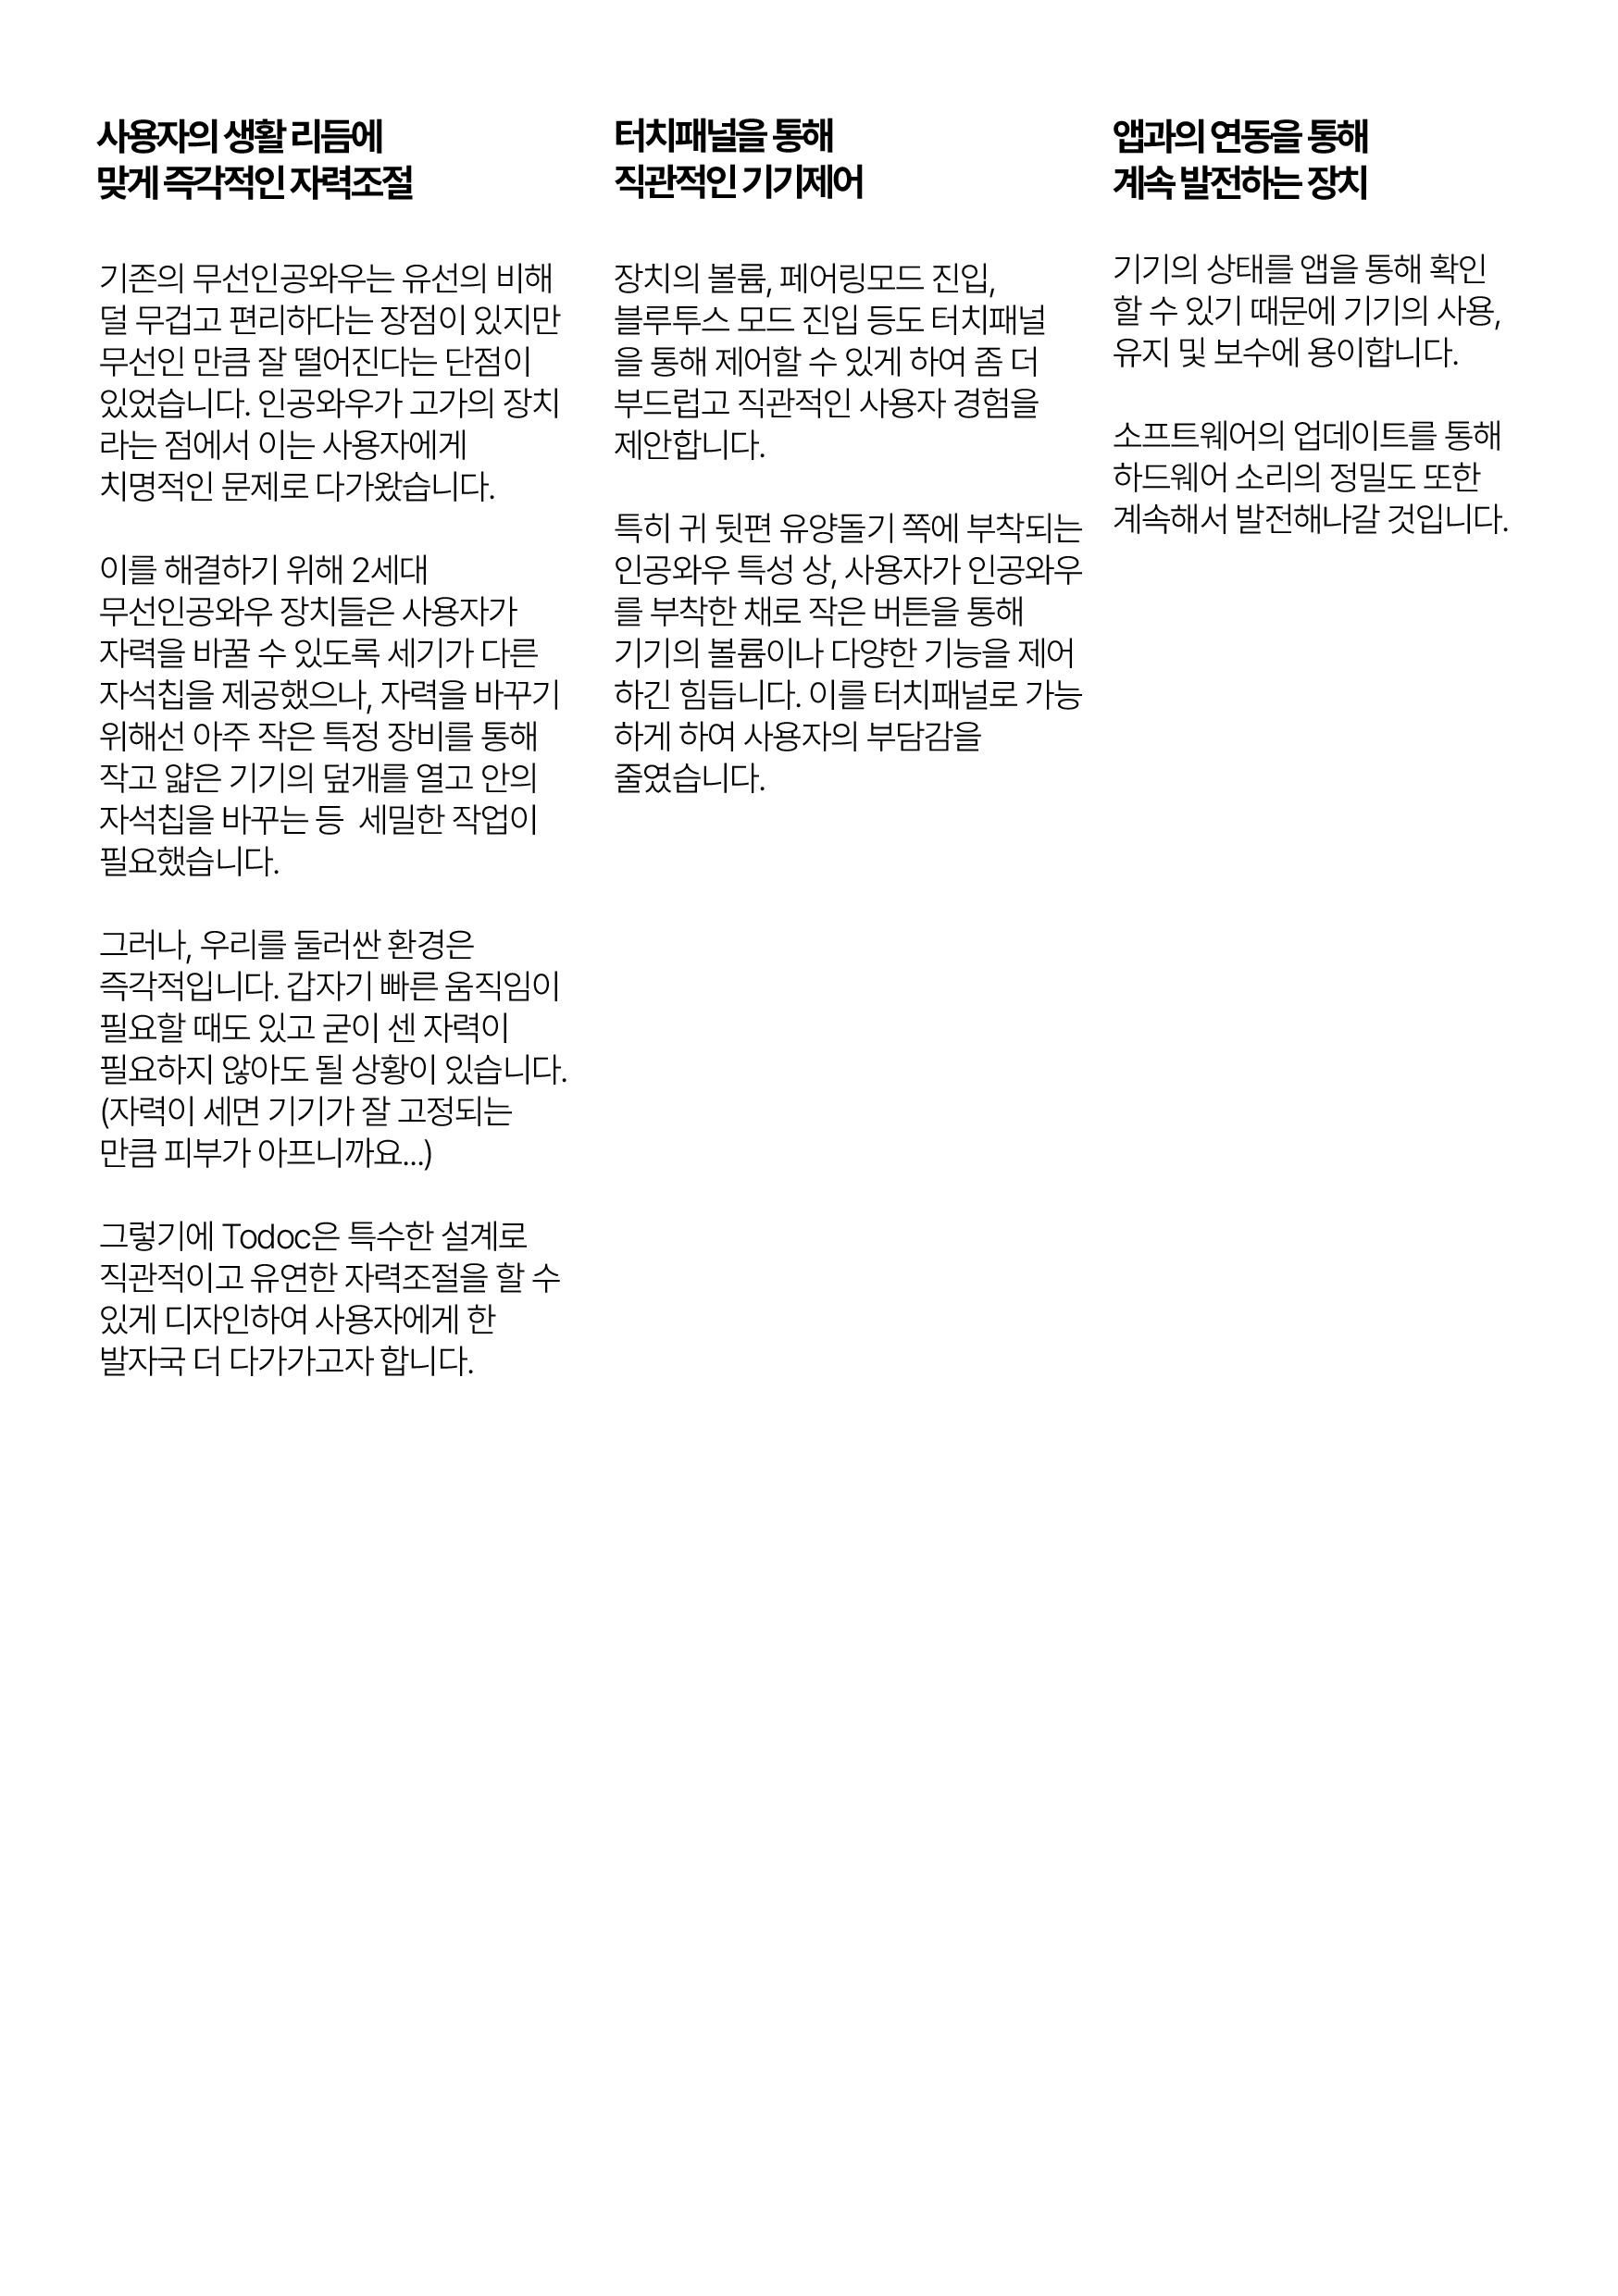 사용자의 생활 리듬에
맞게 즉각적인 자력조절
기존의 무선인공와우는 유선의 비해
덜 무겁고 편리하다는 장점이 있지만
무선인 만큼 잘 떨어진다는 단점이
있었습니다. 인공와우가 고가의 장치
라는 점에서 이는 사용자에게
치명적인 문제로 다가왔습니다.
이를 해결하기 위해 2세대
무선인공와우 장치들은 사용자가
자력을 바꿀 수 있도록 세기가 다른
자석칩을 제공했으나, 자력을 바꾸기
위해선 아주 작은 특정 장비를 통해
작고 얇은 기기의 덮개를 열고 안의
자석칩을 바꾸는 등  세밀한 작업이
필요했습니다.
그러나, 우리를 둘러싼 환경은
즉각적입니다. 갑자기 빠른 움직임이
필요할 때도 있고 굳이 센 자력이
필요하지 않아도 될 상황이 있습니다.
(자력이 세면 기기가 잘 고정되는
만큼 피부가 아프니까요...)
그렇기에 Todoc은 특수한 설계로
직관적이고 유연한 자력조절을 할 수
있게 디자인하여 사용자에게 한
발자국 더 다가가고자 합니다.
터치패널을 통해
직관적인 기기제어
장치의 볼륨, 페어링모드 진입,
블루투스 모드 진입 등도 터치패널
을 통해 제어할 수 있게 하여 좀 더
부드럽고 직관적인 사용자 경험을
제안합니다.
특히 귀 뒷편 유양돌기 쪽에 부착되는
인공와우 특성 상, 사용자가 인공와우
를 부착한 채로 작은 버튼을 통해
기기의 볼륨이나 다양한 기능을 제어
하긴 힘듭니다. 이를 터치패널로 가능
하게 하여 사용자의 부담감을
줄였습니다.
앱과의 연동을 통해
계속 발전하는 장치
기기의 상태를 앱을 통해 확인
할 수 있기 때문에 기기의 사용,
유지 및 보수에 용이합니다.
소프트웨어의 업데이트를 통해
하드웨어 소리의 정밀도 또한
계속해서 발전해나갈 것입니다.